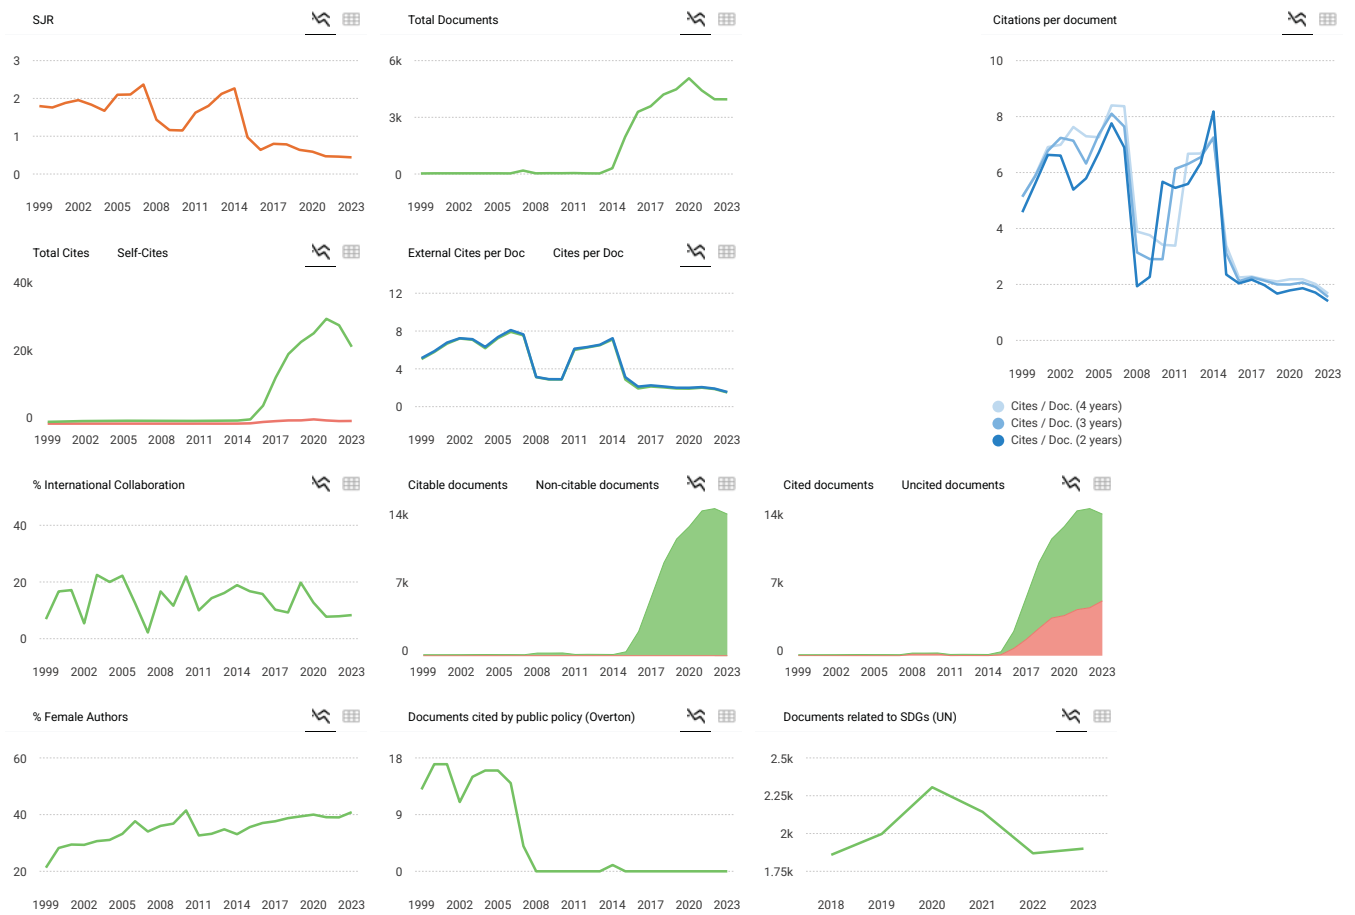 SJR
3
2
1
0
1999 2002 2005 2008 2011 2014 2017 2020 2023
Total Documents
6k
3k
0
1999 2002 2005 2008 2011 2014 2017 2020 2023
Citations per document
10
8
6
4
2
0
1999 2002 2005 2008 2011 2014 2017 2020 2023
Cites / Doc. (4 years)
Cites / Doc. (3 years)
Cites / Doc. (2 years)
Total Cites Self-Cites
40k
20k
0
1999 2002 2005 2008 2011 2014 2017 2020 2023
External Cites per Doc Cites per Doc
12
8
4
0
1999 2002 2005 2008 2011 2014 2017 2020 2023
% International Collaboration
40
20
0
1999 2002 2005 2008 2011 2014 2017 2020 2023
Citable documents Non-citable documents
14k
7k
0
1999 2002 2005 2008 2011 2014 2017 2020 2023
Cited documents Uncited documents
14k
7k
0
1999 2002 2005 2008 2011 2014 2017 2020 2023
% Female Authors
60
40
20
1999 2002 2005 2008 2011 2014 2017 2020 2023
Documents cited by public policy (Overton)
18
9
0
1999 2002 2005 2008 2011 2014 2017 2020 2023
Documents related to SDGs (UN)
2.5k
2.25k
2k
1.75k
2018 2019 2020 2021 2022 2023